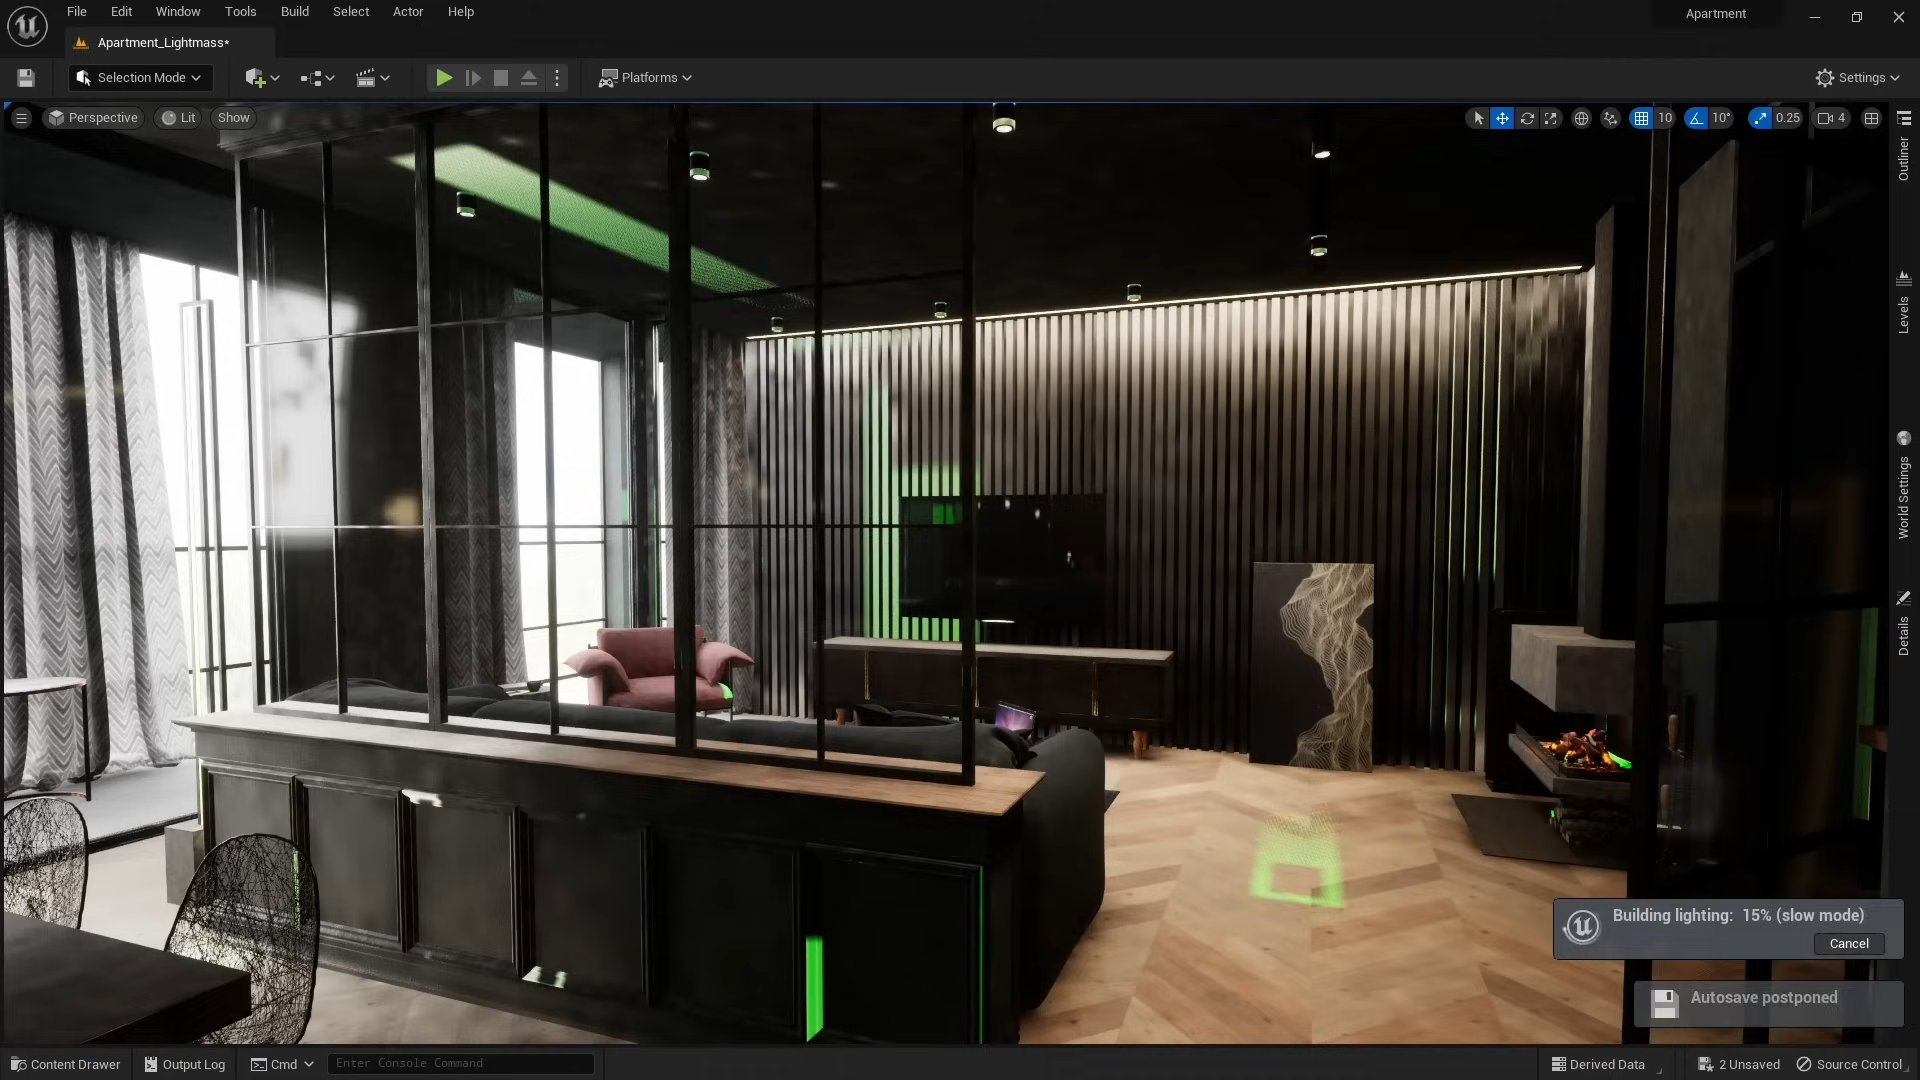 File Edit Window Tools Build Select Actor Help
Apartment
Apartment_Lightmass*
Selection Mode
Platforms
Settings
Perspective
Lit
Show
10
10°
0.25
4
Outliner
Levels
World Settings
Details
Building lighting: 15% (slow mode)
Cancel
Autosave postponed
Content Drawer
Output Log
Cmd
Enter Console Command
Derived Data
2 Unsaved
Source Control